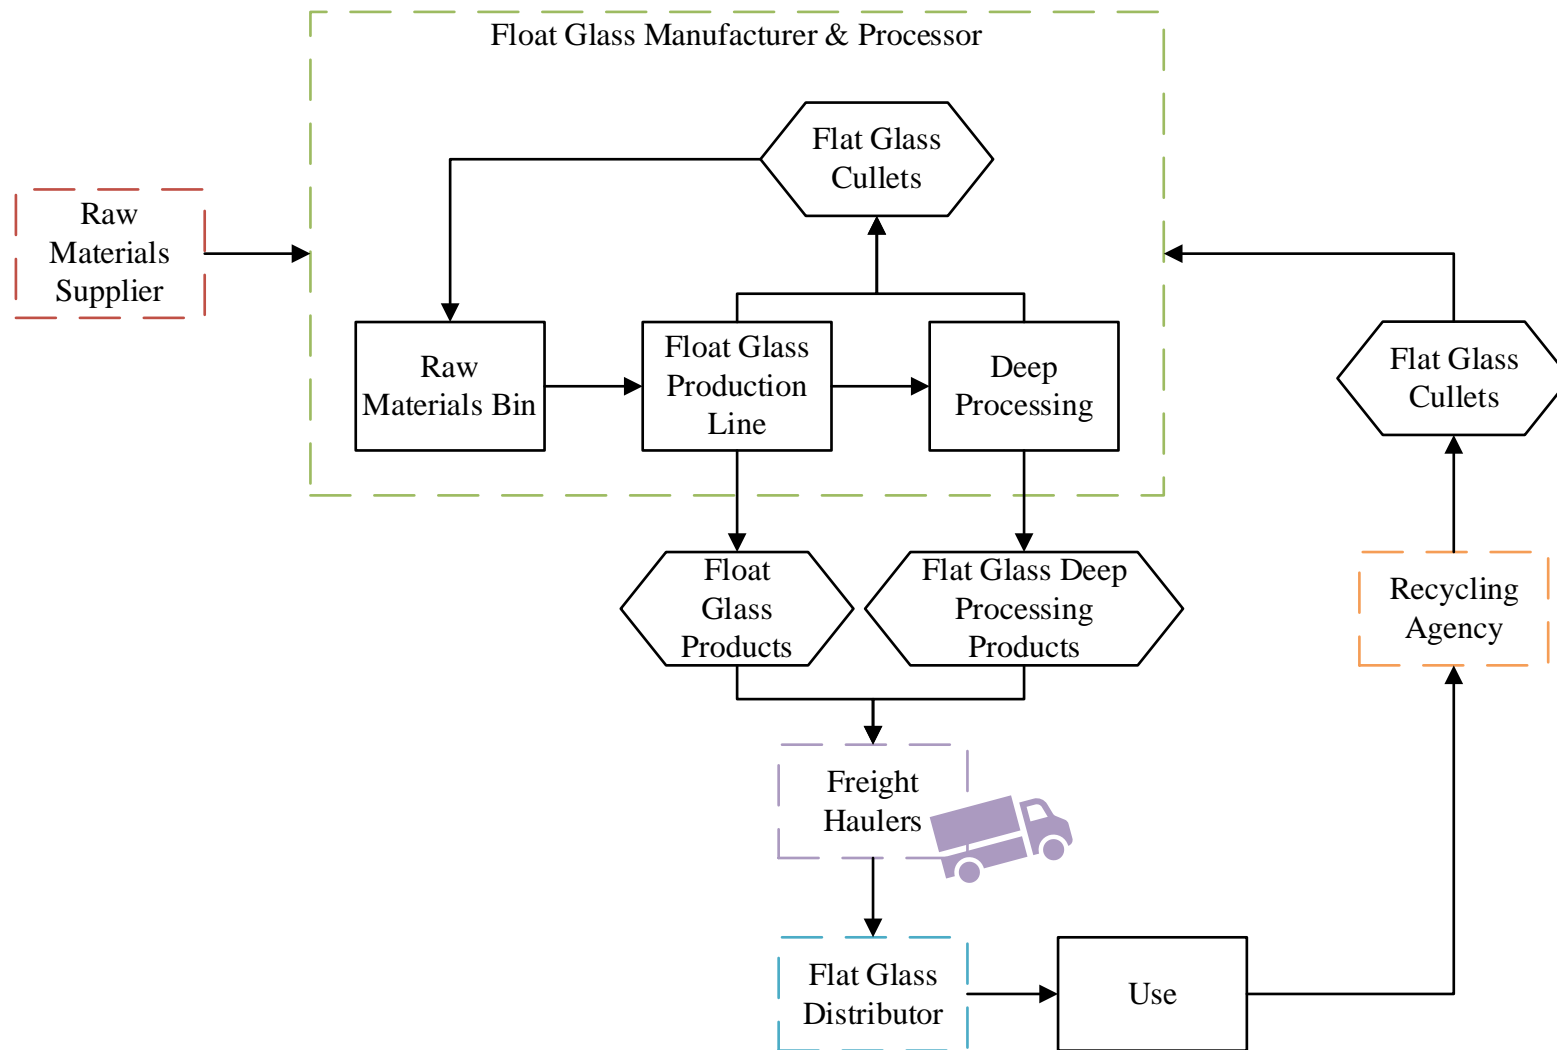 Float Glass Manufacturer & Processor
Flat Glass
Cullets
Raw
Materials
Supplier
Raw
Materials Bin
Float Glass
Production
Line
Deep
Processing
Flat Glass
Cullets
Float
Glass
Products
Flat Glass Deep
Processing
Products
Recycling
Agency
Freight
Haulers
Flat Glass
Distributor
Use